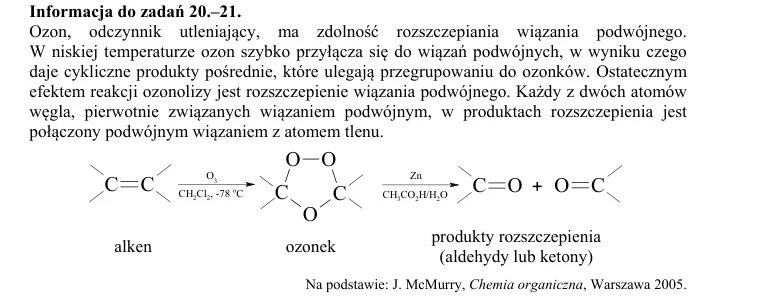 Informacja do zadań 20.–21.
Ozon, odczynnik utleniający, ma zdolność rozszczepiania wiązania podwójnego.
W niskiej temperaturze ozon szybko przyłącza się do wiązań podwójnych, w wyniku czego
daje cykliczne produkty pośrednie, które ulegają przegrupowaniu do ozonków. Ostatecznym
efektem reakcji ozonolizy jest rozszczepienie wiązania podwójnego. Każdy z dwóch atomów
węgla, pierwotnie związanych wiązaniem podwójnym, w produktach rozszczepienia jest
połączony podwójnym wiązaniem z atomem tlenu.
O—O
C=C
O₃
CH₂Cl₂, -78 °C
C C
O
Zn
CH₃CO₂H/H₂O
C=O + O=C
alken
ozonek
produkty rozszczepienia
(aldehydy lub ketony)
Na podstawie: J. McMurry, Chemia organiczna, Warszawa 2005.